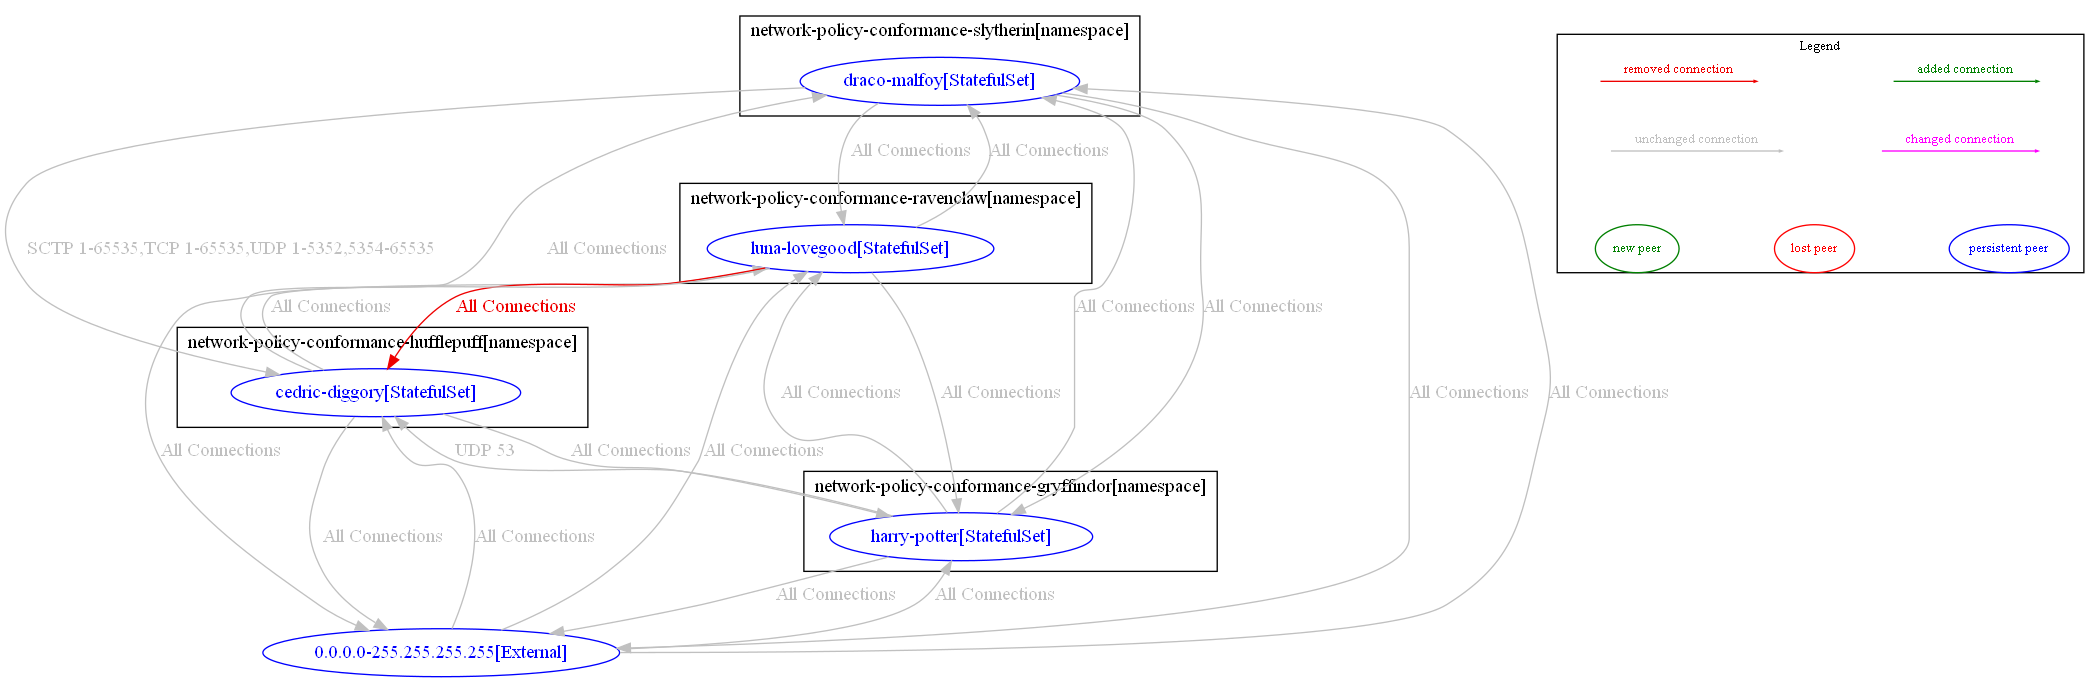 network-policy-conformance-slytherin[namespace]
draco-malfoy[StatefulSet]
Legend
removed connection
added connection
unchanged connection
changed connection
new peer
lost peer
persistent peer
All Connections
All Connections
network-policy-conformance-ravenclaw[namespace]
luna-lovegood[StatefulSet]
SCTP 1-65535,TCP 1-65535,UDP 1-5352,5354-65535
All Connections
All Connections
All Connections
All Connections
All Connections
network-policy-conformance-hufflepuff[namespace]
cedric-diggory[StatefulSet]
All Connections
All Connections
All Connections
All Connections
All Connections
UDP 53
All Connections
All Connections
network-policy-conformance-gryffindor[namespace]
harry-potter[StatefulSet]
All Connections
All Connections
All Connections
All Connections
0.0.0.0-255.255.255.255[External]